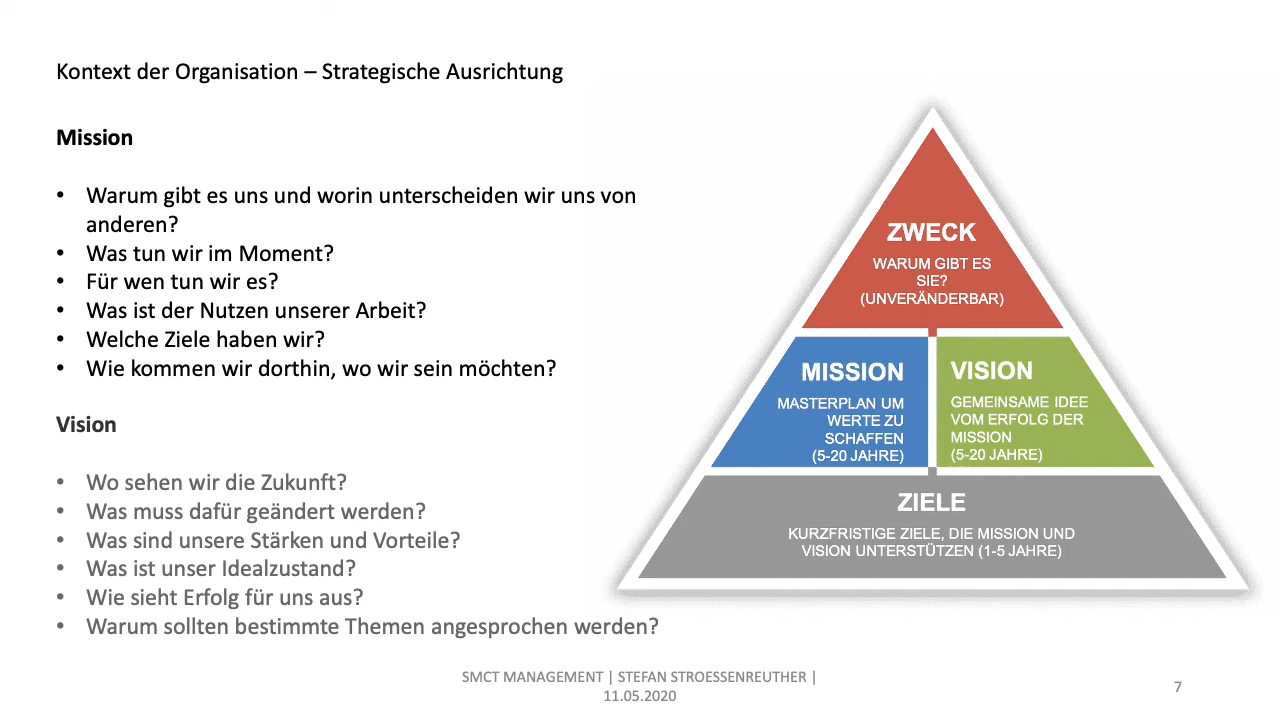 Kontext der Organisation – Strategische Ausrichtung
Mission
• Warum gibt es uns und worin unterscheiden wir uns von
anderen?
• Was tun wir im Moment?
• Für wen tun wir es?
• Was ist der Nutzen unserer Arbeit?
• Welche Ziele haben wir?
• Wie kommen wir dorthin, wo wir sein möchten?
Vision
• Wo sehen wir die Zukunft?
• Was muss dafür geändert werden?
• Was sind unsere Stärken und Vorteile?
• Was ist unser Idealzustand?
• Wie sieht Erfolg für uns aus?
• Warum sollten bestimmte Themen angesprochen werden?
ZWECK
WARUM GIBT ES
SIE?
(UNVERÄNDERBAR)
MISSION
MASTERPLAN UM
WERTE ZU
SCHAFFEN
(5-20 JAHRE)
VISION
GEMEINSAME IDEE
VOM ERFOLG DER
MISSION
(5-20 JAHRE)
ZIELE
KURZFRISTIGE ZIELE, DIE MISSION UND
VISION UNTERSTÜTZEN (1-5 JAHRE)
SMCT MANAGEMENT | STEFAN STROESSENREUTHER |
11.05.2020
7